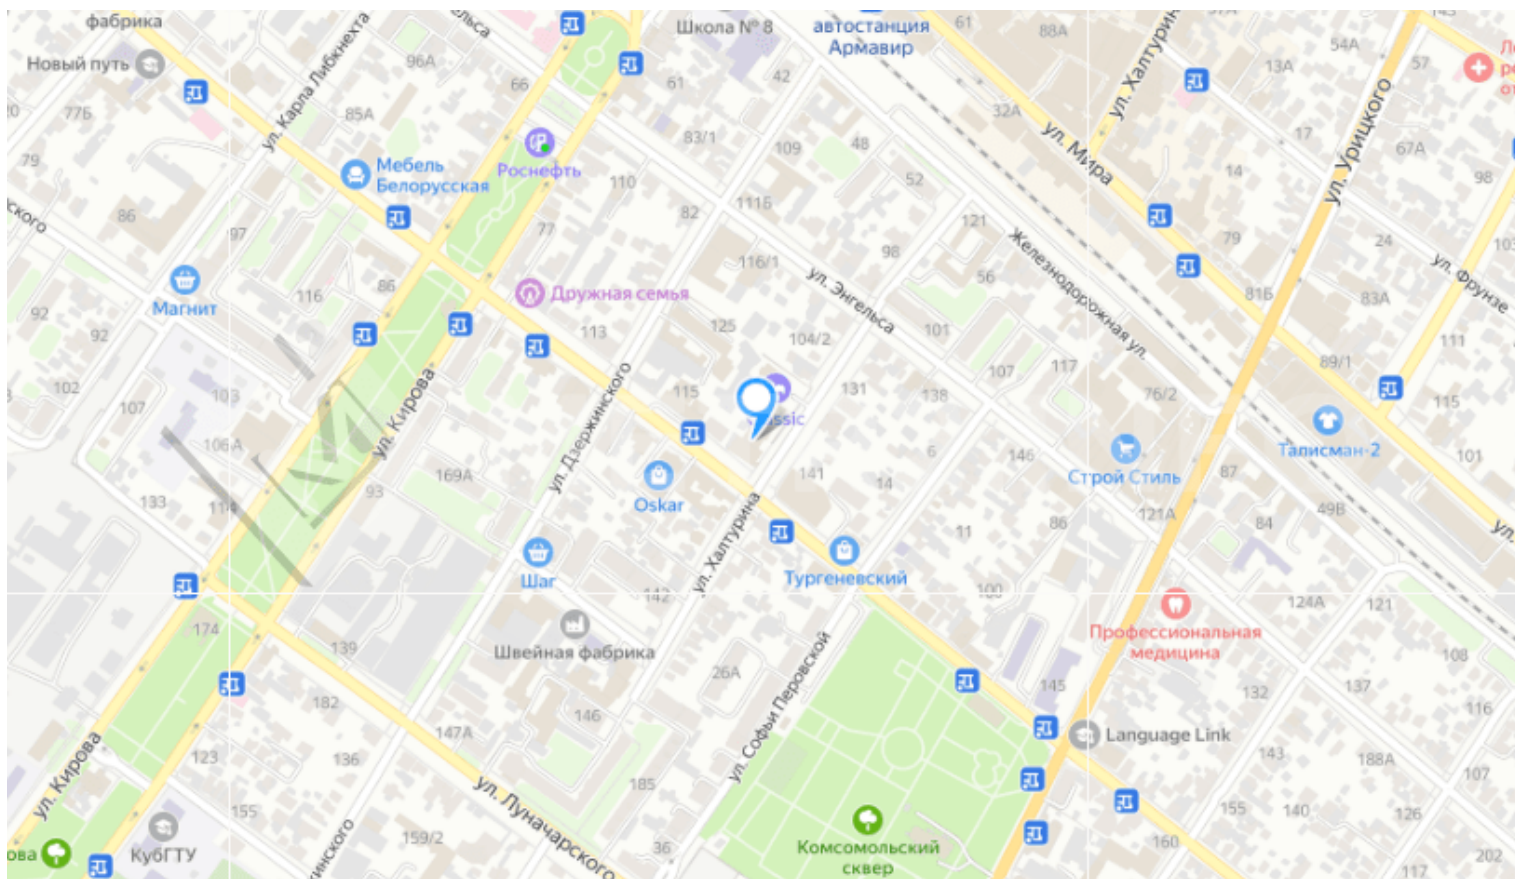 фабрика
Школа № 8
автостанция
Армавир
61
88А
54А
57
13А
Новый путь
ул. Карла Либкнехта
96А
66
61
42
32А
ул. Халтурина
ул. Урицкого
77Б
85А
83/1
109
48
17
67А
79
Мебель
Белорусская
Роснефть
110
52
ул. Мира
14
98
86
97
77
82
111Б
121
79
24
98
116/1
56
Железнодорожная ул.
ул. Фрунзе
Магнит
116
86
Дружная семья
ул. Энгельса
81Б
83А
92
92
113
125
104/2
101
111
89/1
102
107
103
ул. Кирова
ул. Дзержинского
115
131
138
107
117
76/2
115
106А
6
Талисман-2
101
133
114
93
169А
Oskar
141
14
146
Строй Стиль
87
121А
84
49В
Шаг
ул. Халтурина
11
86
142
Тургеневский
100
124А
121
174
139
Швейная фабрика
Профессиональная
медицина
108
26А
ул. Софьи Перовской
145
132
137
116
182
146
147А
Language Link
143
188А
107
ул. Кирова
123
136
ул. Луначарского
185
155
155
140
126
КубГТУ
159/2
36
Комсомольский
сквер
160
117
202